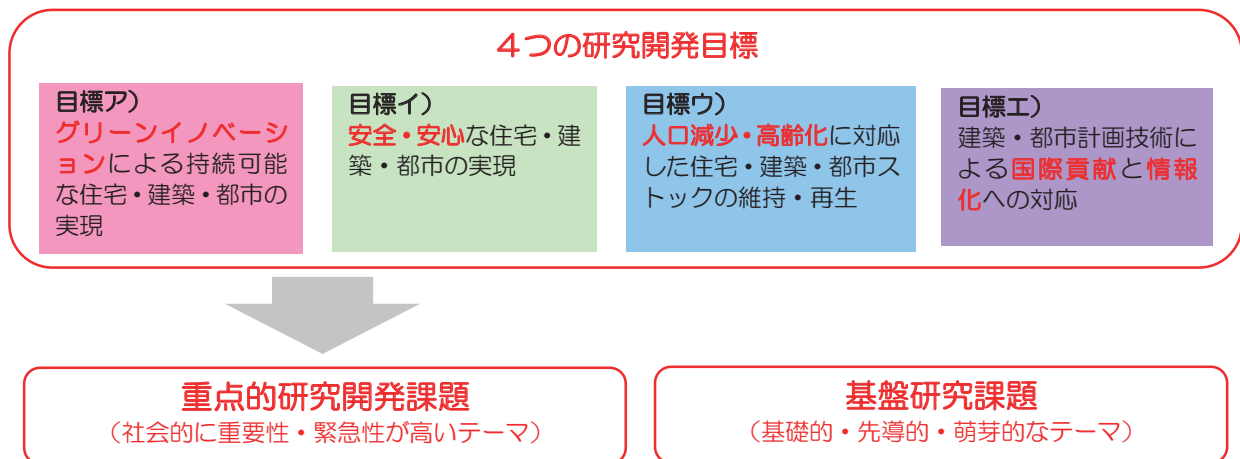 ４つの研究開発目標
目標ア）
グリーンイノベーシ
ョンによる持続可能
な住宅・建築・都市の
実現
目標イ）
安全・安心な住宅・建
築・都市の実現
目標ウ）
人口減少・高齢化に対応
した住宅・建築・都市ス
トックの維持・再生
目標エ）
建築・都市計画技術に
よる国際貢献と情報
化への対応
重点的研究開発課題
（社会的に重要性・緊急性が高いテーマ）
基盤研究課題
（基礎的・先導的・萌芽的なテーマ）